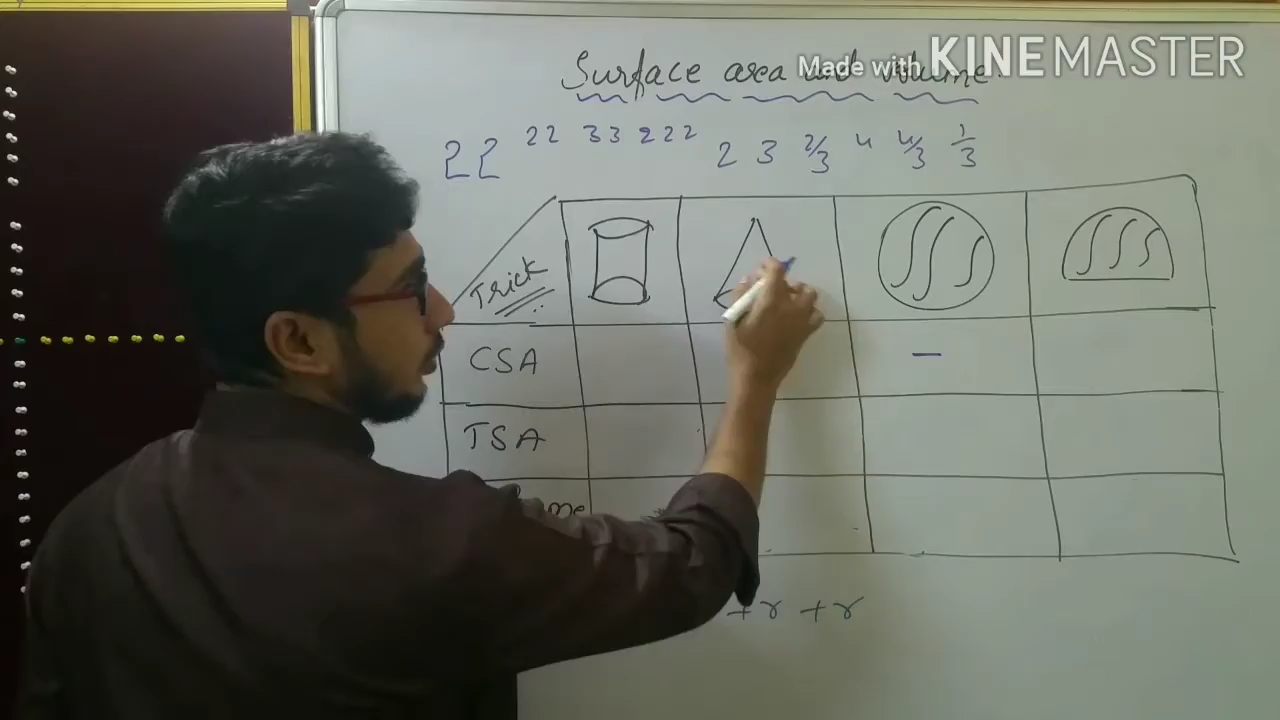 Surface area and volume.
Made with KINEMASTER
22 22 33 222 2 3 2/3 4 4/3 1/3
Trick
CSA –
TSA
+r +r